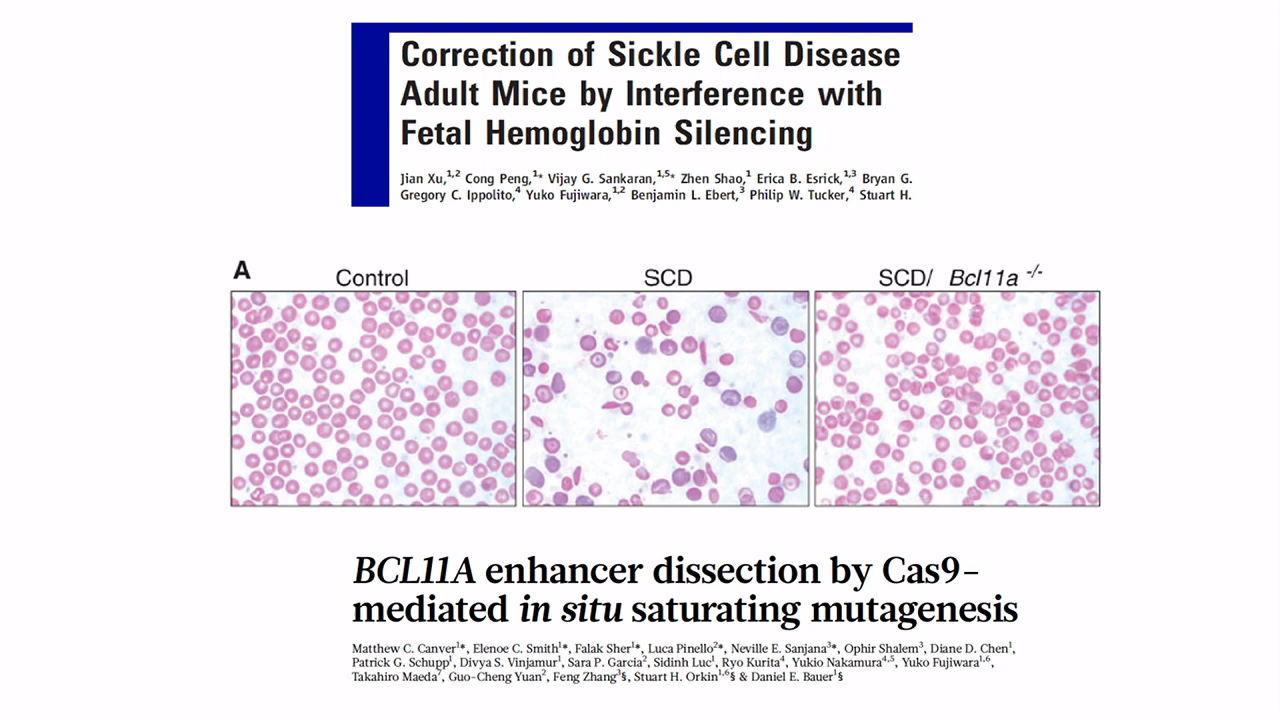 Correction of Sickle Cell Disease
Adult Mice by Interference with
Fetal Hemoglobin Silencing
Jian Xu,1,2 Cong Peng,1,* Vijay G. Sankaran,1,5,* Zhen Shao,1 Erica B. Esrick,1,3 Bryan G.
Gregory C. Ippolito,4 Yuko Fujiwara,1,2 Benjamin L. Ebert,3 Philip W. Tucker,4 Stuart H.
A
Control SCD SCD/ Bcl11a -/-
BCL11A enhancer dissection by Cas9-
mediated in situ saturating mutagenesis
Matthew C. Canver1*, Elenoe C. Smith1*, Falak Sher1*, Luca Pinello2*, Neville E. Sanjana3*, Ophir Shalem3, Diane D. Chen1,
Patrick G. Schupp1, Divya S. Vinjamur1, Sara P. Garcia2, Sidinh Luc1, Ryo Kurita4, Yukio Nakamura4,5, Yuko Fujiwara1,6,
Takahiro Maeda7, Guo-Cheng Yuan2, Feng Zhang3§, Stuart H. Orkin1,6§ & Daniel E. Bauer1§